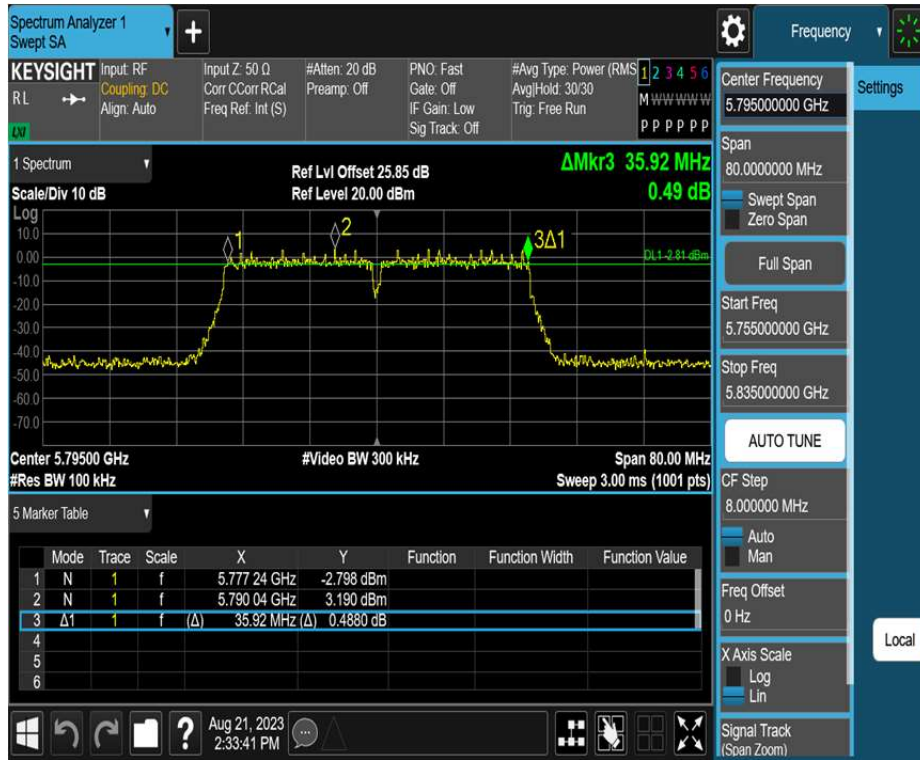 Spectrum Analyzer 1
Swept SA
+
Frequency
KEYSIGHT
RL
LXI
Input: RF
Coupling: DC
Align: Auto
Input Z: 50 Ω
Corr CCorr RCal
Freq Ref: Int (S)
#Atten: 20 dB
Preamp: Off
PNO: Fast
Gate: Off
IF Gain: Low
Sig Track: Off
#Avg Type: Power (RMS
Avg|Hold: 30/30
Trig: Free Run
1 2 3 4 5 6
M W W W W W
P P P P P P
1 Spectrum
Scale/Div 10 dB
Ref Lvl Offset 25.85 dB
Ref Level 20.00 dBm
ΔMkr3 35.92 MHz
0.49 dB
Log
10.0
0.00
-10.0
-20.0
-30.0
-40.0
-50.0
-60.0
-70.0
1
2
3Δ1
DL1 -2.81 dBm
Center 5.79500 GHz
#Res BW 100 kHz
#Video BW 300 kHz
Span 80.00 MHz
Sweep 3.00 ms (1001 pts)
5 Marker Table
Mode Trace Scale X Y Function Function Width Function Value
1 N 1 f 5.777 24 GHz -2.798 dBm
2 N 1 f 5.790 04 GHz 3.190 dBm
3 Δ1 1 f (Δ) 35.92 MHz (Δ) 0.4880 dB
4
5
6
Aug 21, 2023
2:33:41 PM
?
Center Frequency
5.795000000 GHz
Settings
Span
80.0000000 MHz
Swept Span
Zero Span
Full Span
Start Freq
5.755000000 GHz
Stop Freq
5.835000000 GHz
AUTO TUNE
CF Step
8.000000 MHz
Auto
Man
Freq Offset
0 Hz
X Axis Scale
Log
Lin
Local
Signal Track
(Span Zoom)